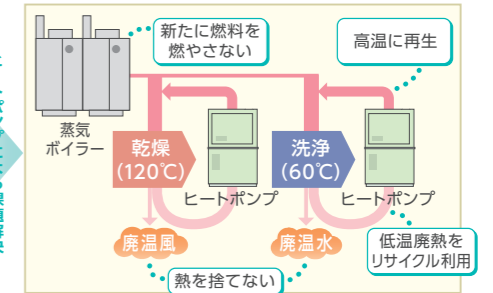 新たに燃料を
燃やさない
高温に再生
蒸気
ボイラー
乾燥
(120℃)
洗浄
(60℃)
ヒートポンプ
ヒートポンプ
廃温風
廃温水
低温廃熱を
リサイクル利用
熱を捨てない